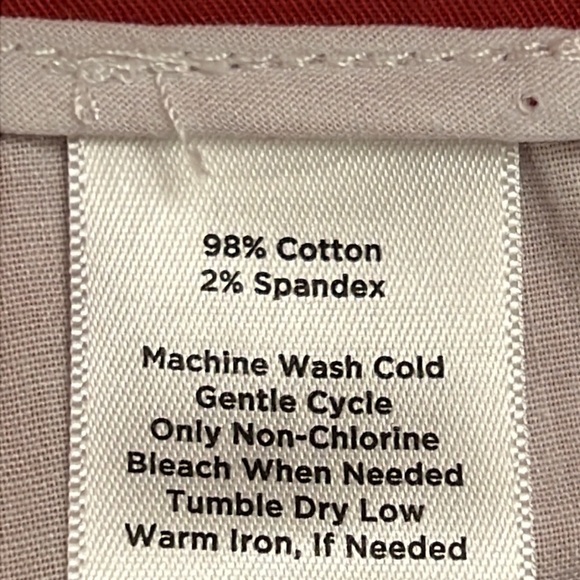 98% Cotton
2% Spandex
Machine Wash Cold
Gentle Cycle
Only Non-Chlorine
Bleach When Needed
Tumble Dry Low
Warm Iron, If Needed